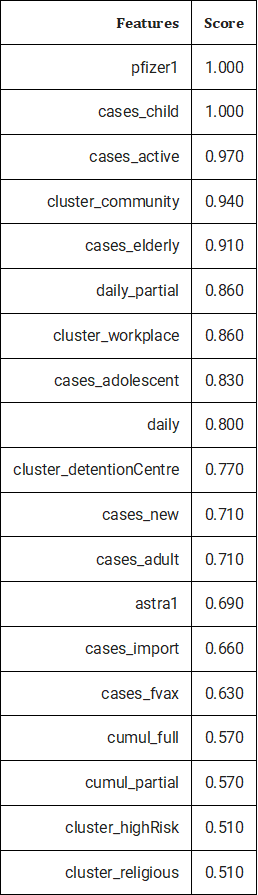 Features Score
pfizer1 1.000
cases_child 1.000
cases_active 0.970
cluster_community 0.940
cases_elderly 0.910
daily_partial 0.860
cluster_workplace 0.860
cases_adolescent 0.830
daily 0.800
cluster_detentionCentre 0.770
cases_new 0.710
cases_adult 0.710
astra1 0.690
cases_import 0.660
cases_fvax 0.630
cumul_full 0.570
cumul_partial 0.570
cluster_highRisk 0.510
cluster_religious 0.510